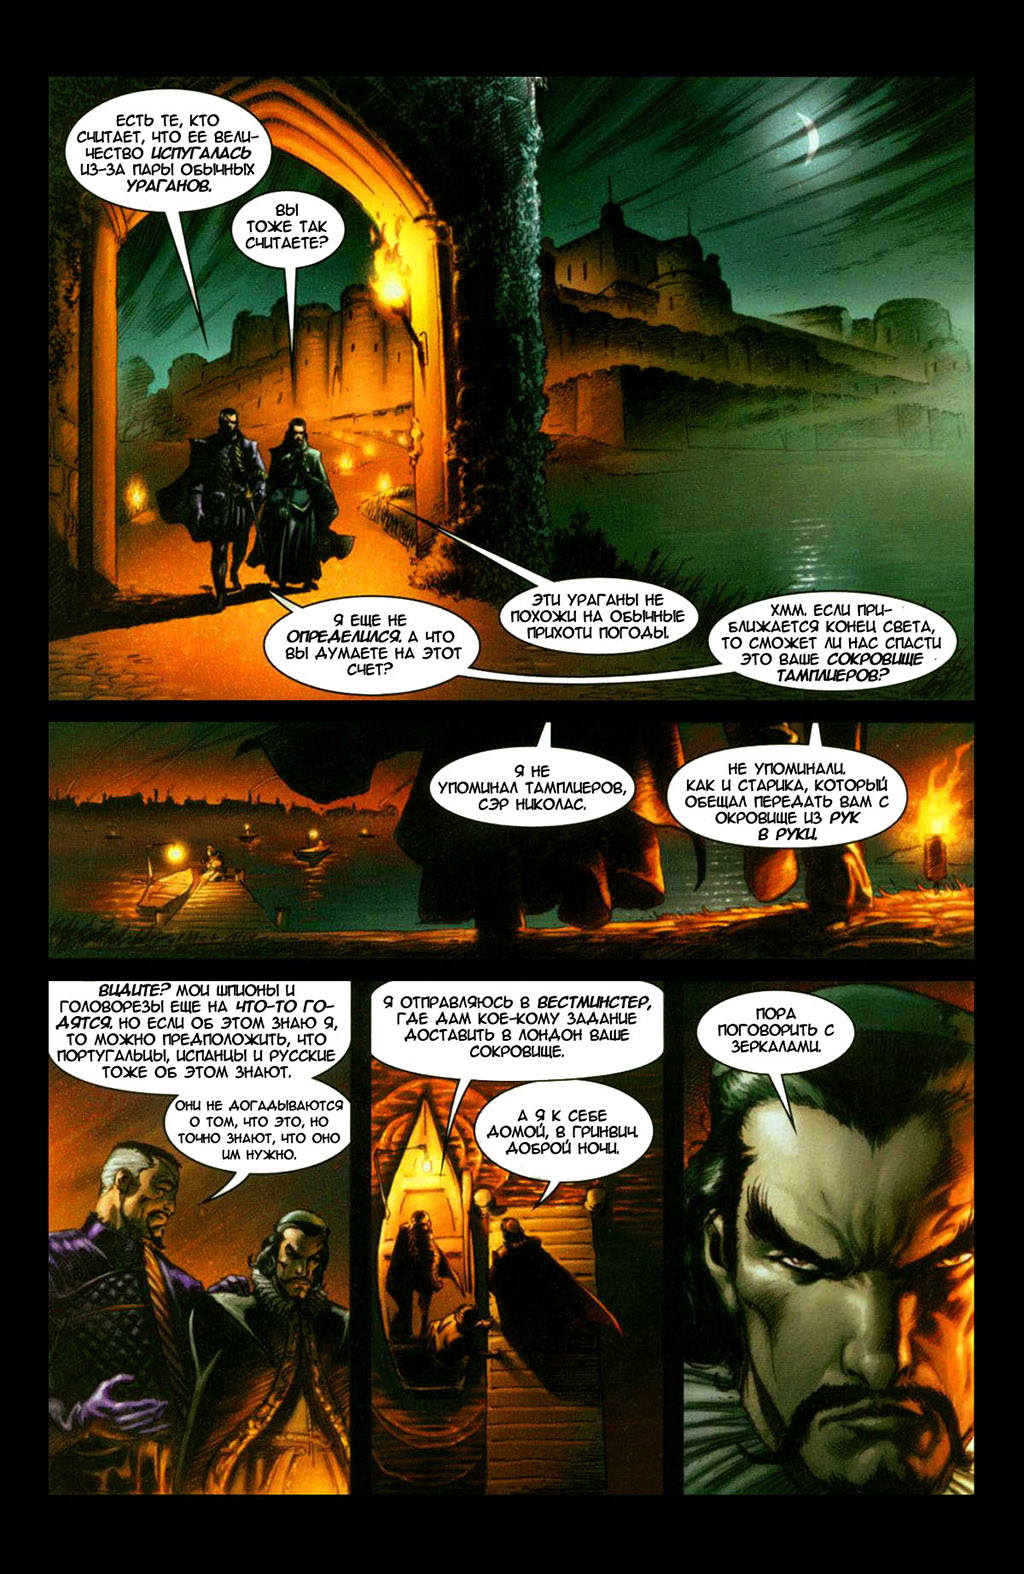 ЕСТЬ ТЕ, КТО
СЧИТАЕТ, ЧТО ЕЕ ВЕЛИ-
ЧЕСТВО ИСПУГАЛАСЬ
ИЗ-ЗА ПАРЫ ОБЫЧНЫХ
УРАГАНОВ.
ВЫ
ТОЖЕ ТАК
СЧИТАЕТЕ?
Я ЕЩЕ НЕ
ОПРЕДЕЛИЛСЯ. А ЧТО
ВЫ ДУМАЕТЕ НА ЭТОТ
СЧЕТ?
ЭТИ УРАГАНЫ НЕ
ПОХОЖИ НА ОБЫЧНЫЕ
ПРИХОТИ ПОГОДЫ.
ХММ. ЕСЛИ ПРИ-
БЛИЖАЕТСЯ КОНЕЦ СВЕТА,
ТО СМОЖЕТ ЛИ НАС СПАСТИ
ЭТО ВАШЕ СОКРОВИЩЕ
ТАМПЛИЕРОВ?
Я НЕ
УПОМИНАЛ ТАМПЛИЕРОВ,
СЭР НИКОЛАС.
НЕ УПОМИНАЛИ.
КАК И СТАРИКА, КОТОРЫЙ
ОБЕЩАЛ ПЕРЕДАТЬ ВАМ С
ОКРОВИЩЕ ИЗ РУК
В РУКИ.
ВИДИТЕ? МОИ ШПИОНЫ И
ГОЛОВОРЕЗЫ ЕЩЕ НА ЧТО-ТО ГО-
ДЯТСЯ. НО ЕСЛИ ОБ ЭТОМ ЗНАЮ Я,
ТО МОЖНО ПРЕДПОЛОЖИТЬ, ЧТО
ПОРТУГАЛЬЦЫ, ИСПАНЦЫ И РУССКИЕ
ТОЖЕ ОБ ЭТОМ ЗНАЮТ.
ОНИ НЕ ДОГАДЫВАЮТСЯ
О ТОМ, ЧТО ЭТО, НО
ТОЧНО ЗНАЮТ, ЧТО ОНО
ИМ НУЖНО.
Я ОТПРАВЛЯЮСЬ В ВЕСТМИНСТЕР,
ГДЕ ДАМ КОЕ-КОМУ ЗАДАНИЕ
ДОСТАВИТЬ В ЛОНДОН ВАШЕ
СОКРОВИЩЕ.
А Я К СЕБЕ
ДОМОЙ, В ГРИНВИЧ.
ДОБРОЙ НОЧИ.
ПОРА
ПОГОВОРИТЬ С
ЗЕРКАЛАМИ.